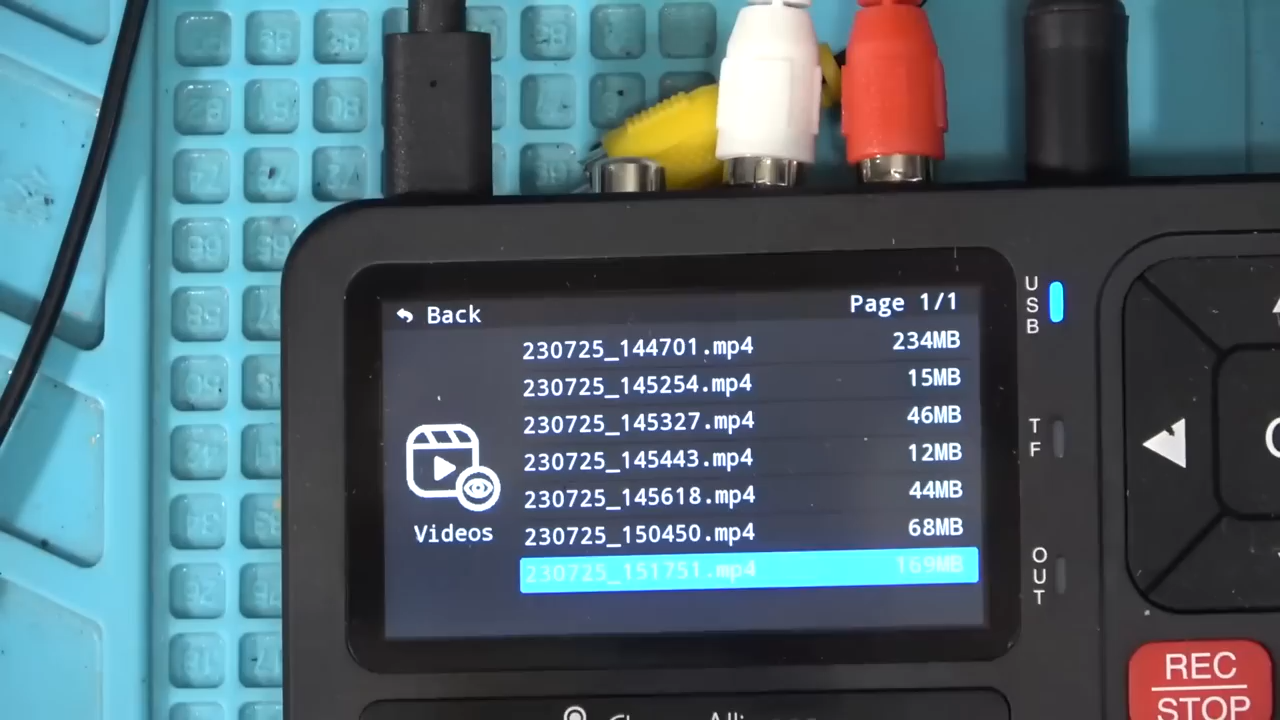 Back
Page 1/1
230725_144701.mp4 234MB
230725_145254.mp4 15MB
230725_145327.mp4 46MB
230725_145443.mp4 12MB
230725_145618.mp4 44MB
230725_150450.mp4 68MB
230725_151751.mp4 169MB
Videos
USB
TF
OUT
REC
STOP